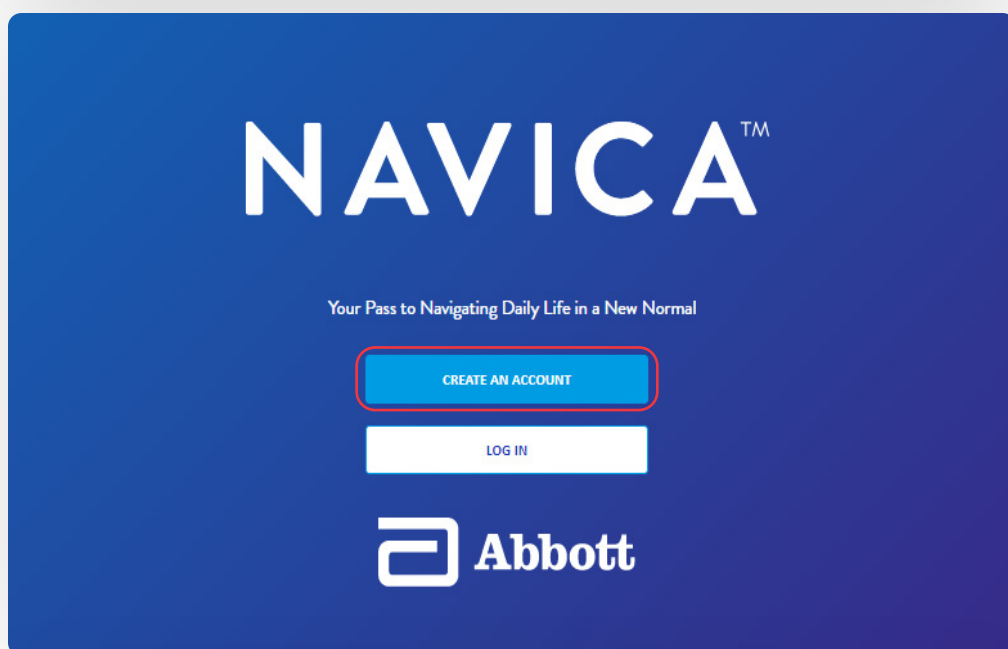 NAVICA™
Your Pass to Navigating Daily Life in a New Normal
CREATE AN ACCOUNT
LOG IN
Abbott